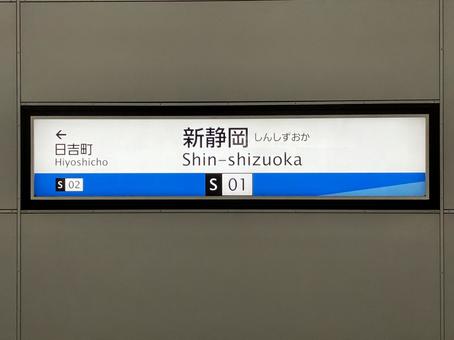 ←
日吉町
Hiyoshicho
S 02
新静岡 しんしずおか
Shin-shizuoka
S 01